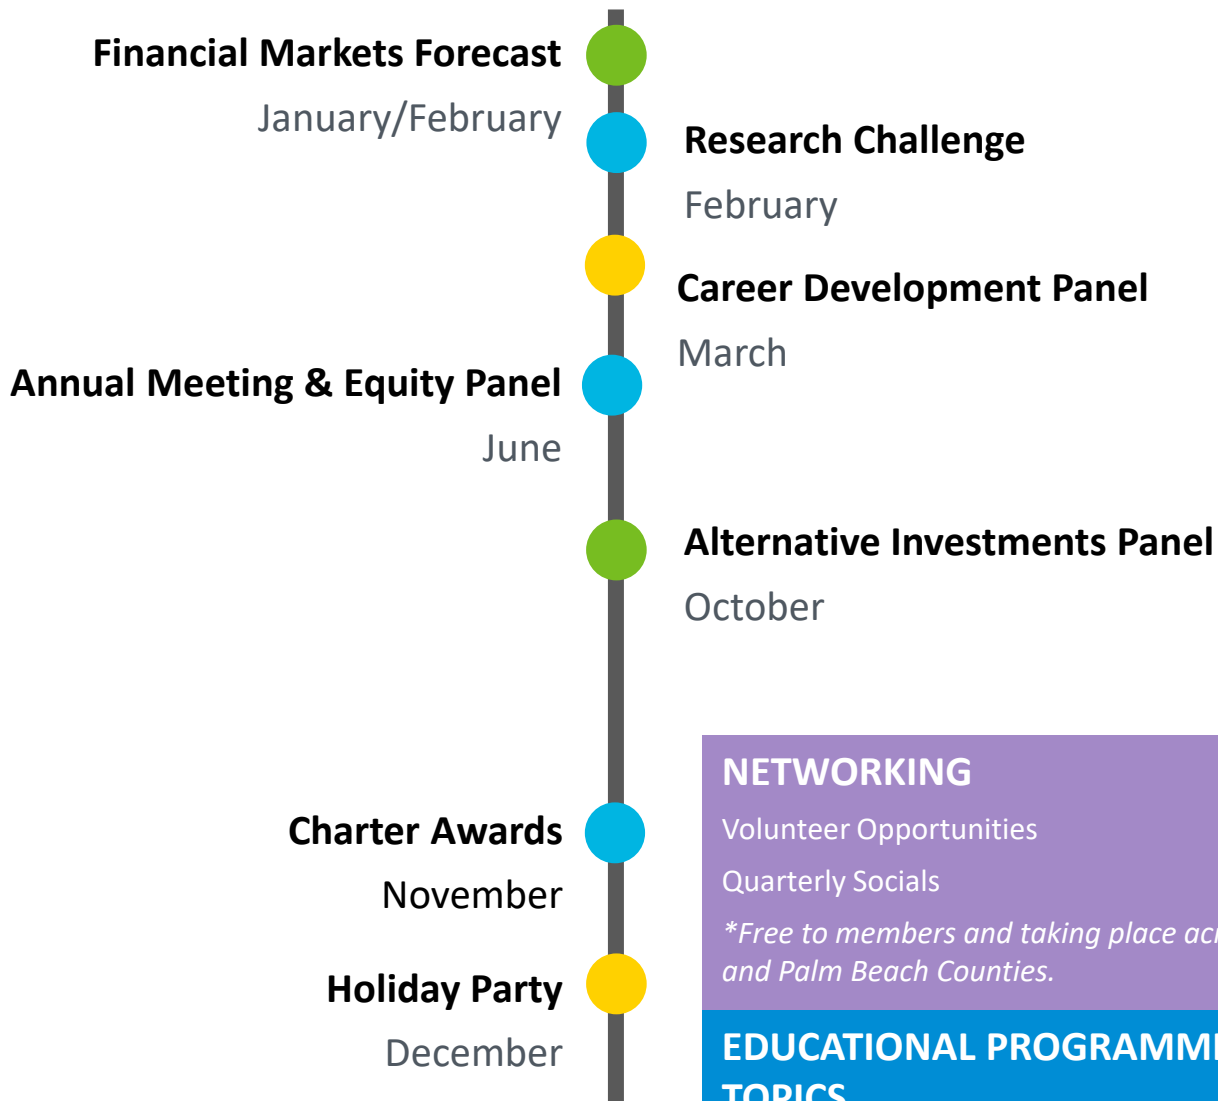 Financial Markets Forecast
January/February
Research Challenge
February
Career Development Panel
March
Annual Meeting & Equity Panel
June
Alternative Investments Panel
October
Charter Awards
November
Holiday Party
December
NETWORKING
Volunteer Opportunities
Quarterly Socials
*Free to members and taking place
and Palm Beach Counties.
EDUCATIONAL
TOPICS